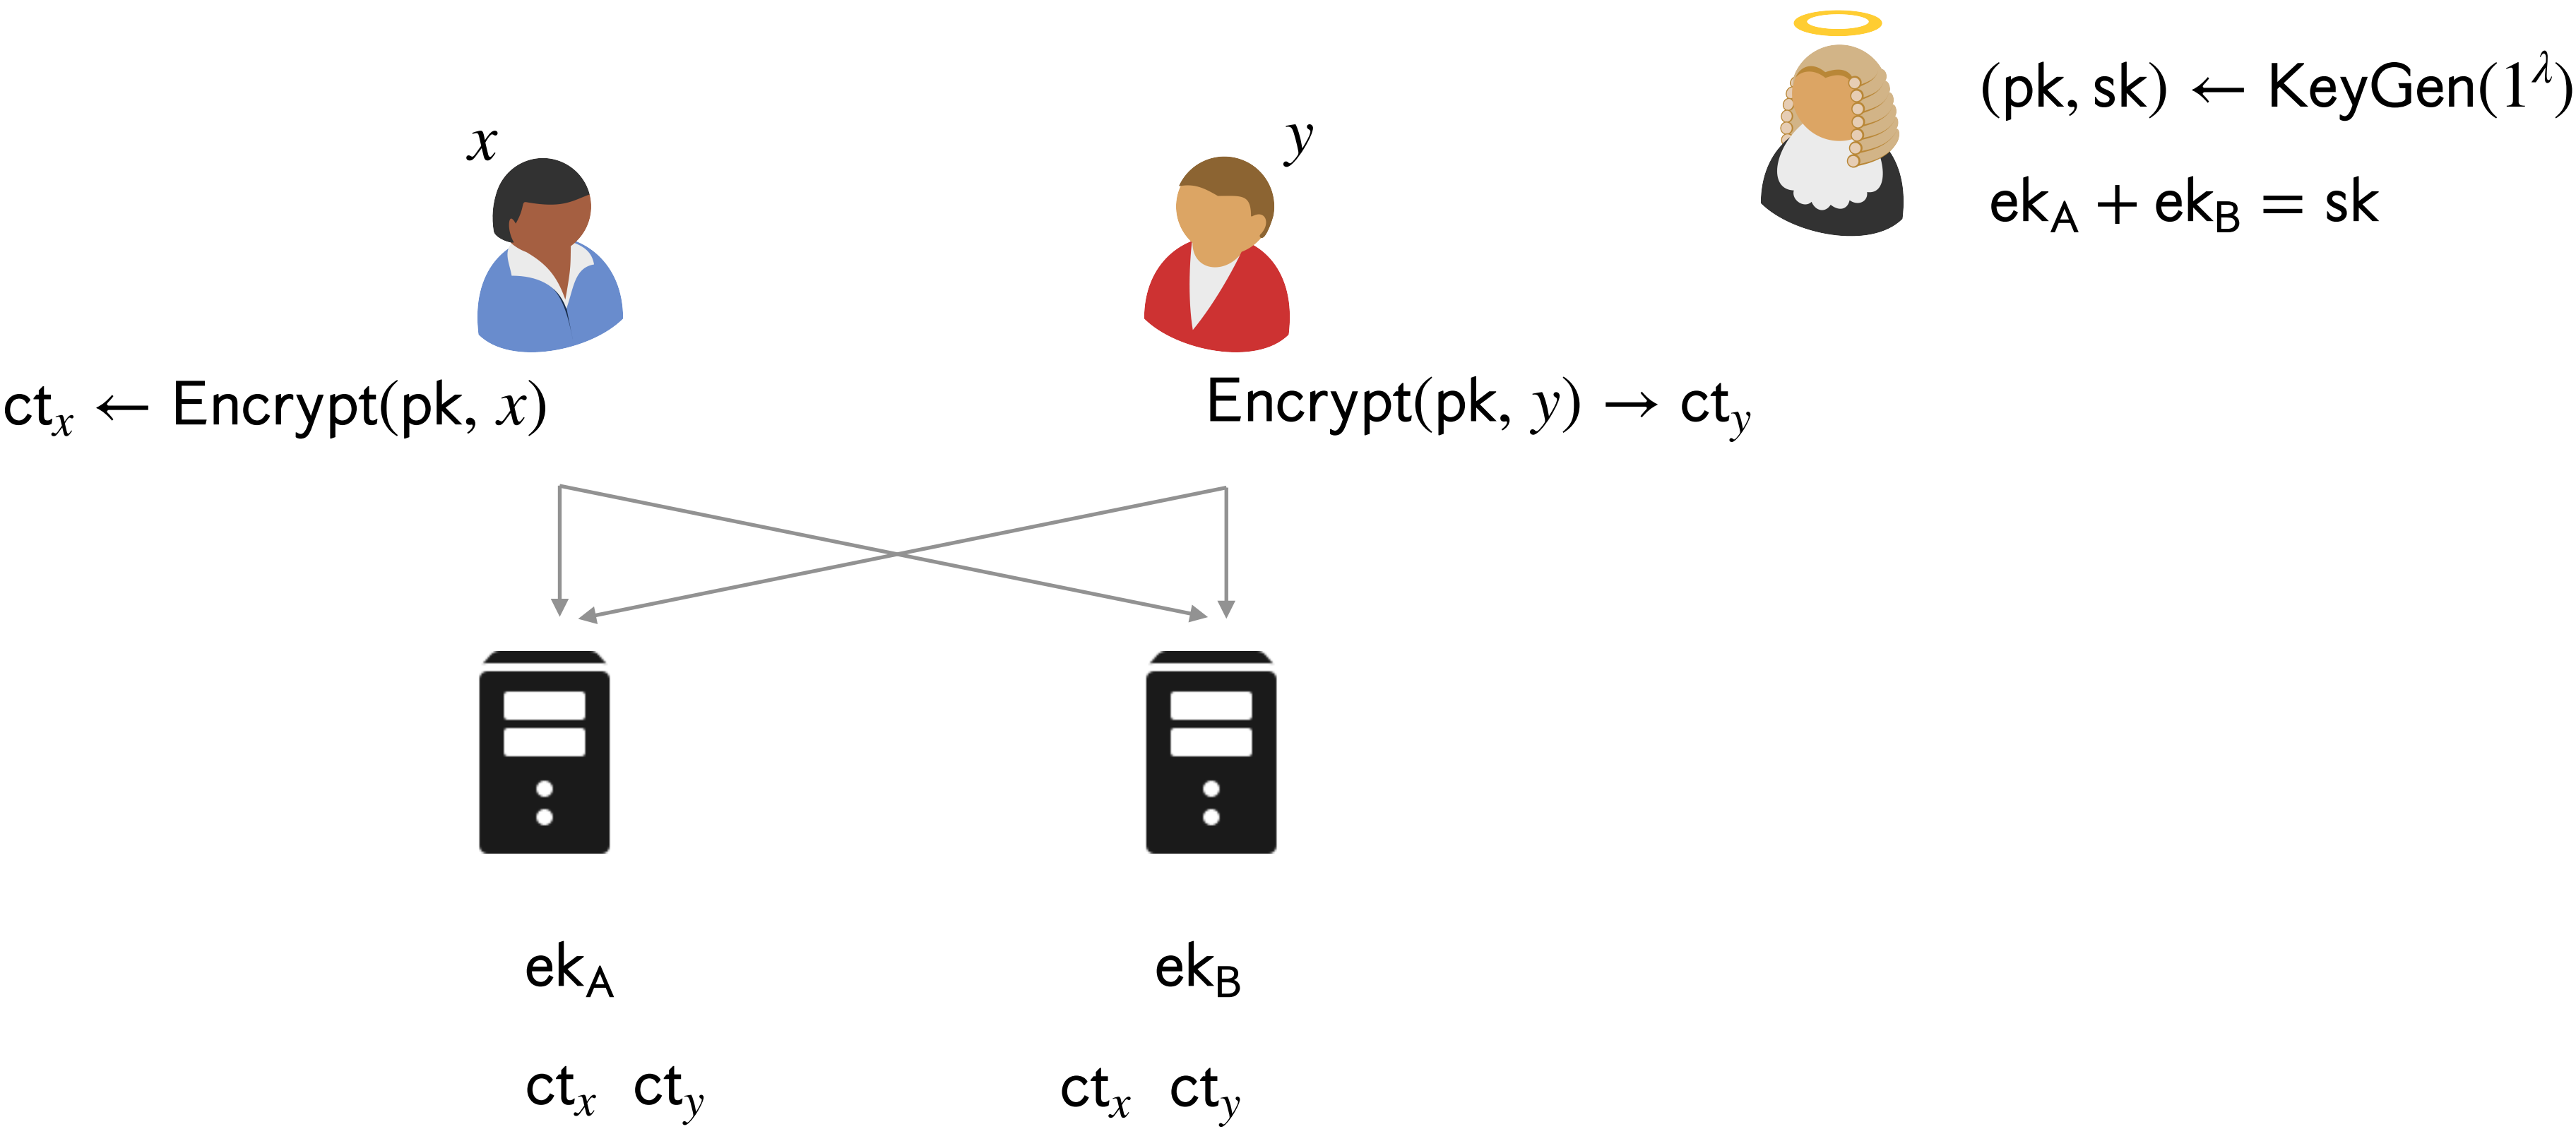 (pk, sk) ← KeyGen(1^λ)
x
y
ek_A + ek_B = sk
ct_x ← Encrypt(pk, x)
Encrypt(pk, y) → ct_y
ek_A
ek_B
ct_x ct_y
ct_x ct_y